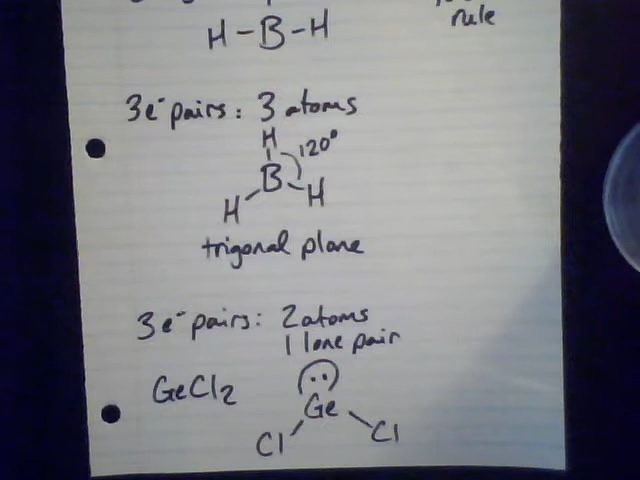 H-B-H
rule
3e⁻ pairs: 3 atoms
H
120°
B
H
H
trigonal plane
3e⁻ pairs: 2 atoms
1 lone pair
GeCl₂
Ge
Cl
Cl